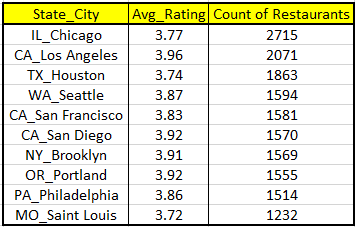 State_City Avg_Rating Count of Restaurants
IL_Chicago 3.77 2715
CA_Los Angeles 3.96 2071
TX_Houston 3.74 1863
WA_Seattle 3.87 1594
CA_San Francisco 3.83 1581
CA_San Diego 3.92 1570
NY_Brooklyn 3.91 1569
OR_Portland 3.92 1555
PA_Philadelphia 3.86 1514
MO_Saint Louis 3.72 1232